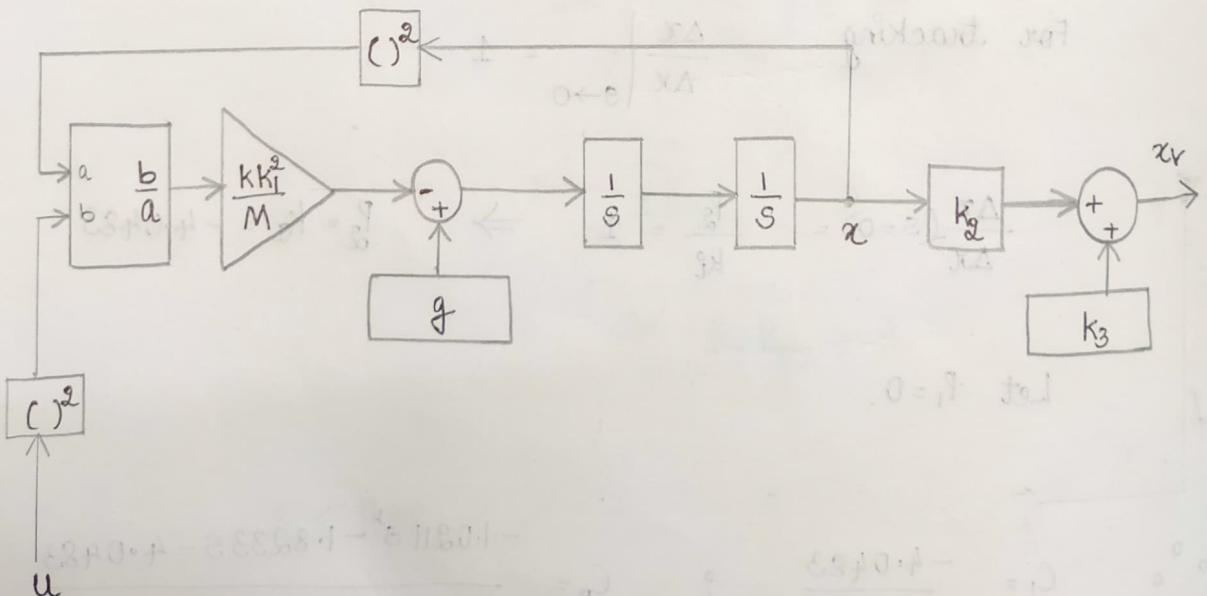 ( )²
a
b
b/a
kk₁²/M
-
+
g
1/S
1/S
x
k₂
+
+
xᵥ
k₃
( )²
u